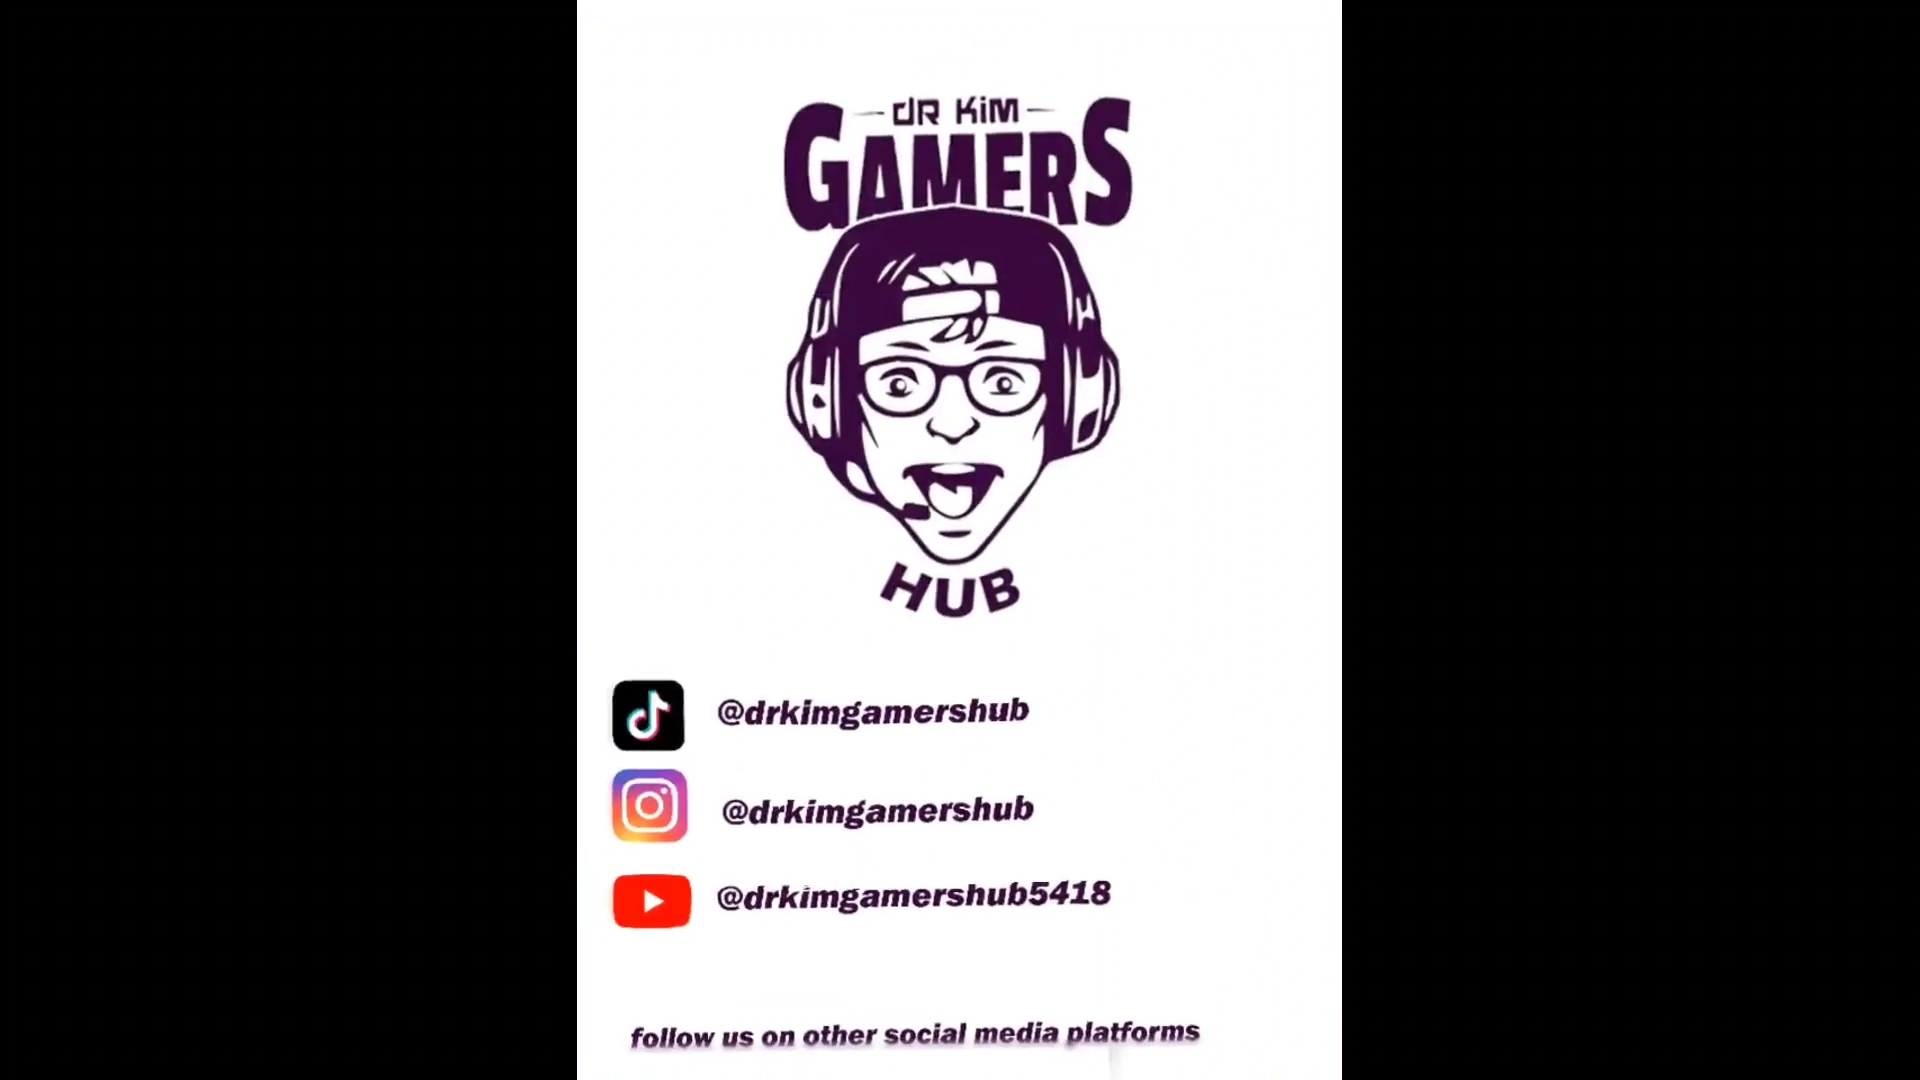 dR KiM
GAMERS
HUB
@drkimgamershub
@drkimgamershub
@drkimgamershub5418
follow us on other social media platforms